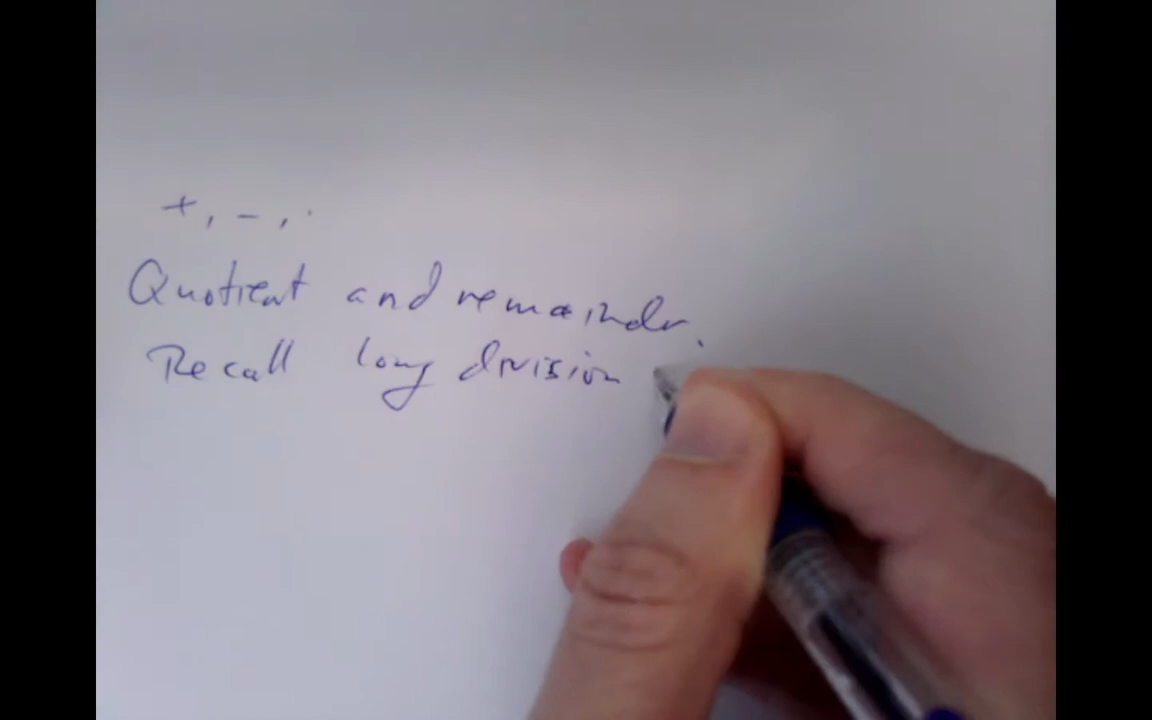 +, -, ·
Quotient and remainder.
Recall long division